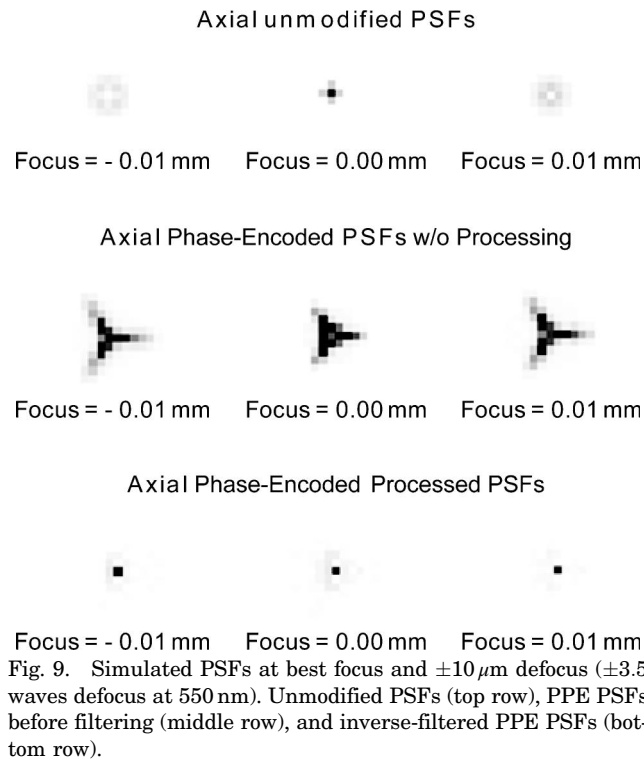 Axial unmodified PSFs
Focus = - 0.01 mm Focus = 0.00 mm Focus = 0.01 mm
Axial Phase-Encoded PSFs w/o Processing
Focus = - 0.01 mm Focus = 0.00 mm Focus = 0.01 mm
Axial Phase-Encoded Processed PSFs
Focus = - 0.01 mm Focus = 0.00 mm Focus = 0.01 mm
Fig. 9. Simulated PSFs at best focus and ±10 μm defocus (±3.5
waves defocus at 550 nm). Unmodified PSFs (top row), PPE PSFs
before filtering (middle row), and inverse-filtered PPE PSFs (bot-
tom row).